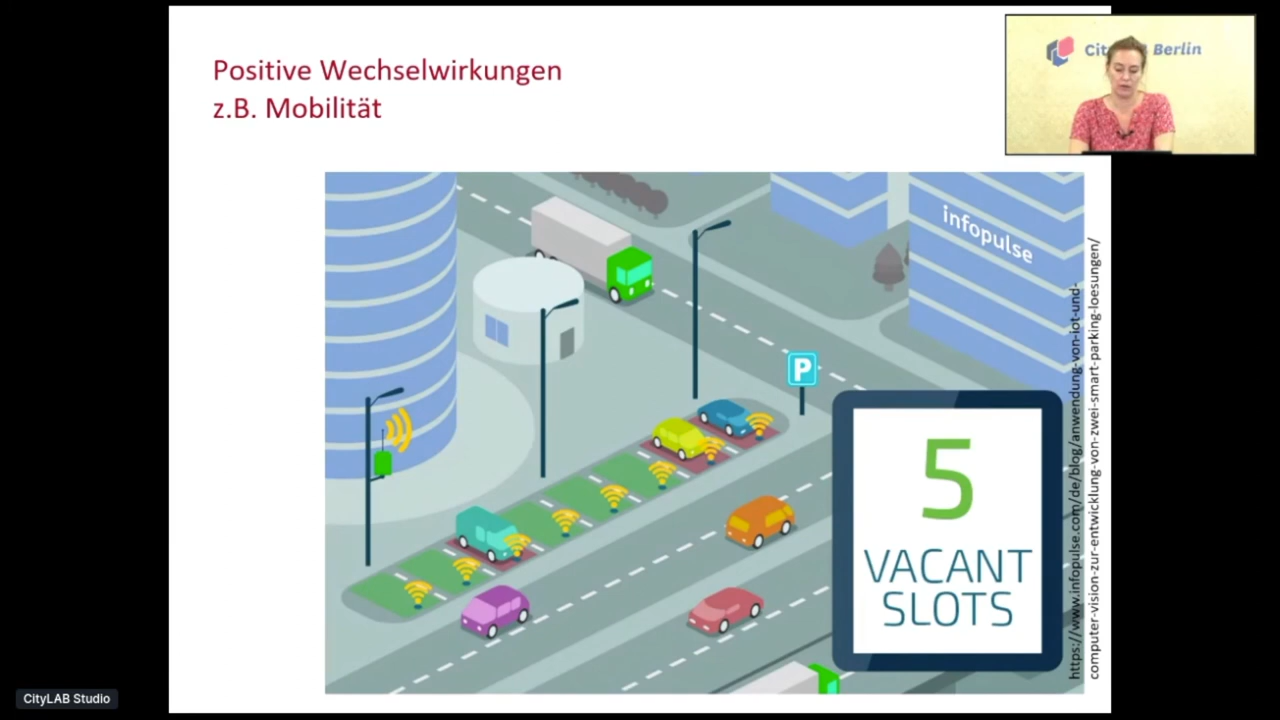 Positive Wechselwirkungen
z.B. Mobilität
Berlin
infopulse
P
5
VACANT
SLOTS
https://www.infopulse.com/de/blog/anwendung-von-iot-und-
computer-vision-zur-entwicklung-von-zwei-smart-parking-loesungen/
CityLAB Studio